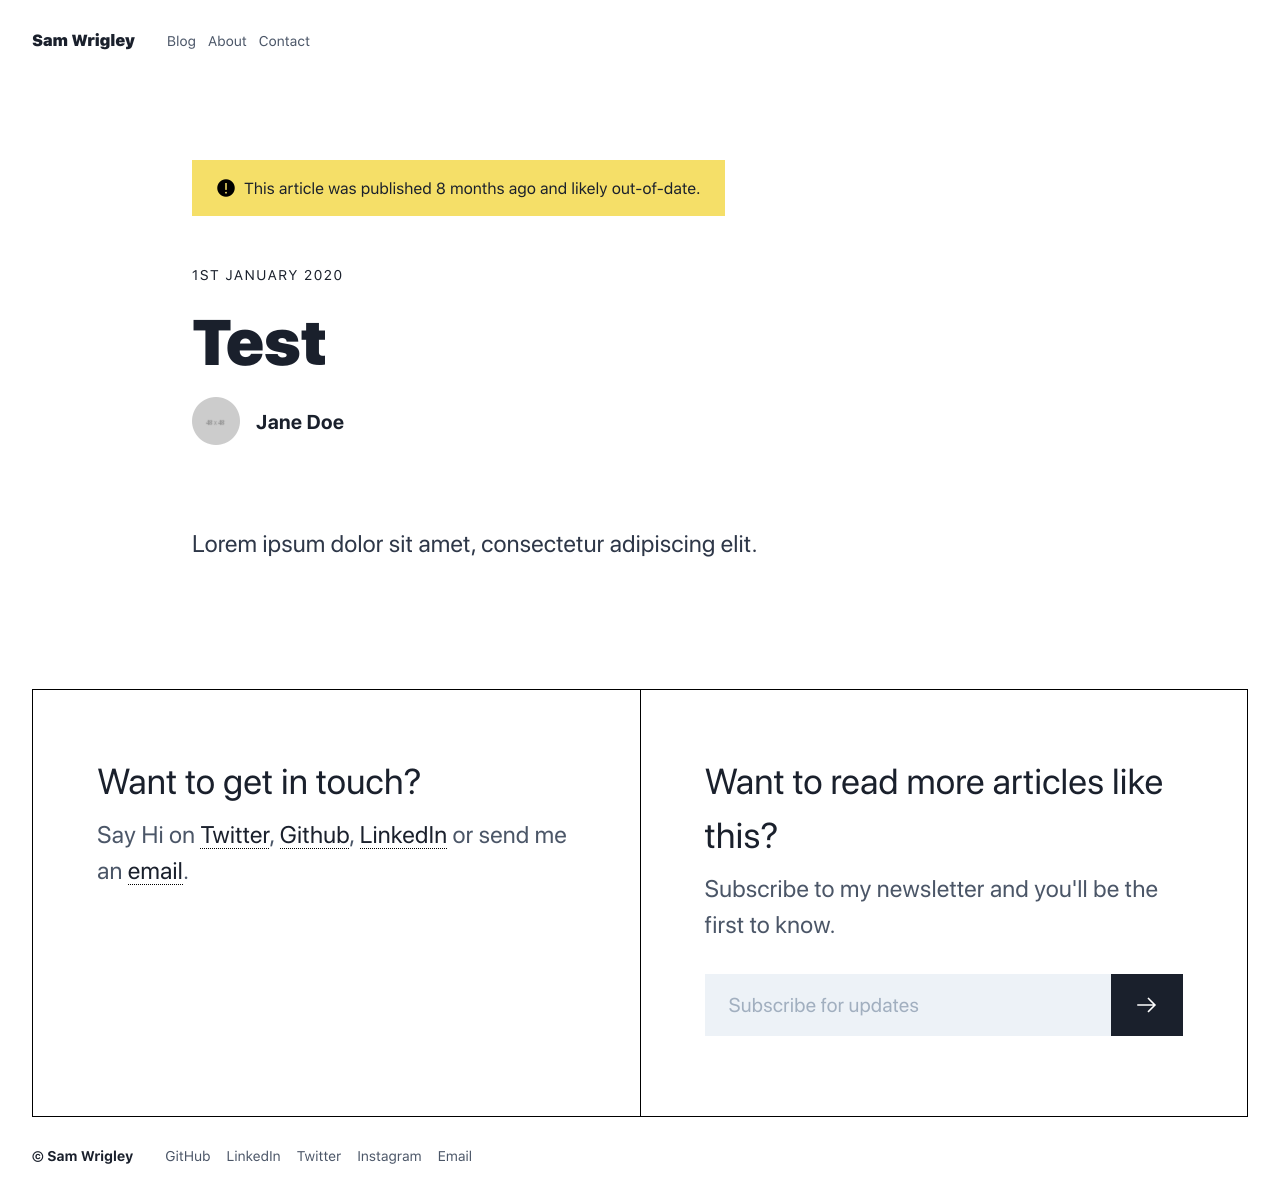 Sam Wrigley Blog About Contact
This article was published 8 months ago and likely out-of-date.
1ST JANUARY 2020
Test
Jane Doe
Lorem ipsum dolor sit amet, consectetur adipiscing elit.
Want to get in touch?
Say Hi on Twitter, Github, LinkedIn or send me
an email.
Want to read more articles like
this?
Subscribe to my newsletter and you'll be the
first to know.
Subscribe for updates
© Sam Wrigley GitHub LinkedIn Twitter Instagram Email